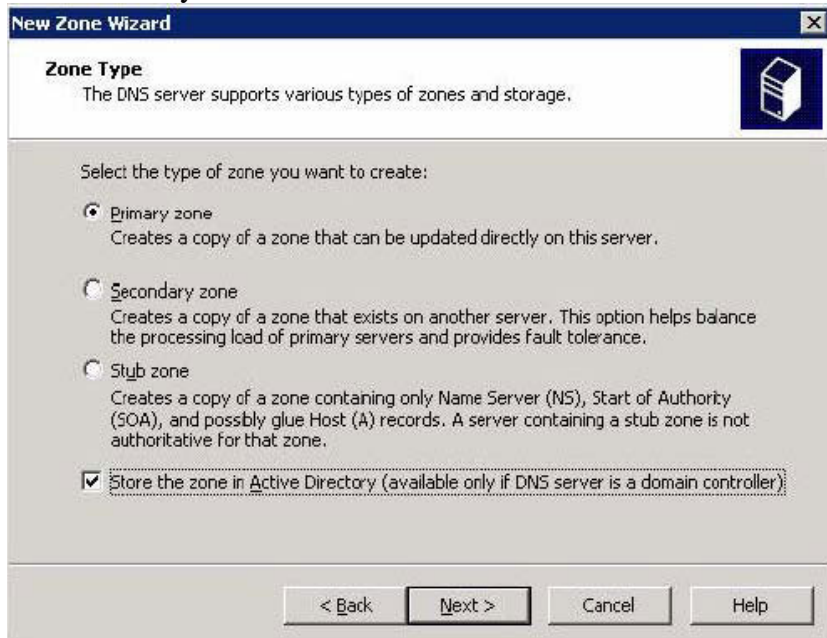 New Zone Wizard
Zone Type
The DNS server supports various types of zones and storage.
Select the type of zone you want to create:
Primary zone
Creates a copy of a zone that can be updated directly on this server.
Secondary zone
Creates a copy of a zone that exists on another server. This option helps balance
the processing load of primary servers and provides fault tolerance.
Stub zone
Creates a copy of a zone containing only Name Server (NS), Start of Authority
(SOA), and possibly glue Host (A) records. A server containing a stub zone is not
authoritative for that zone.
Store the zone in Active Directory (available only if DNS server is a domain controller)
< Back Next > Cancel Help